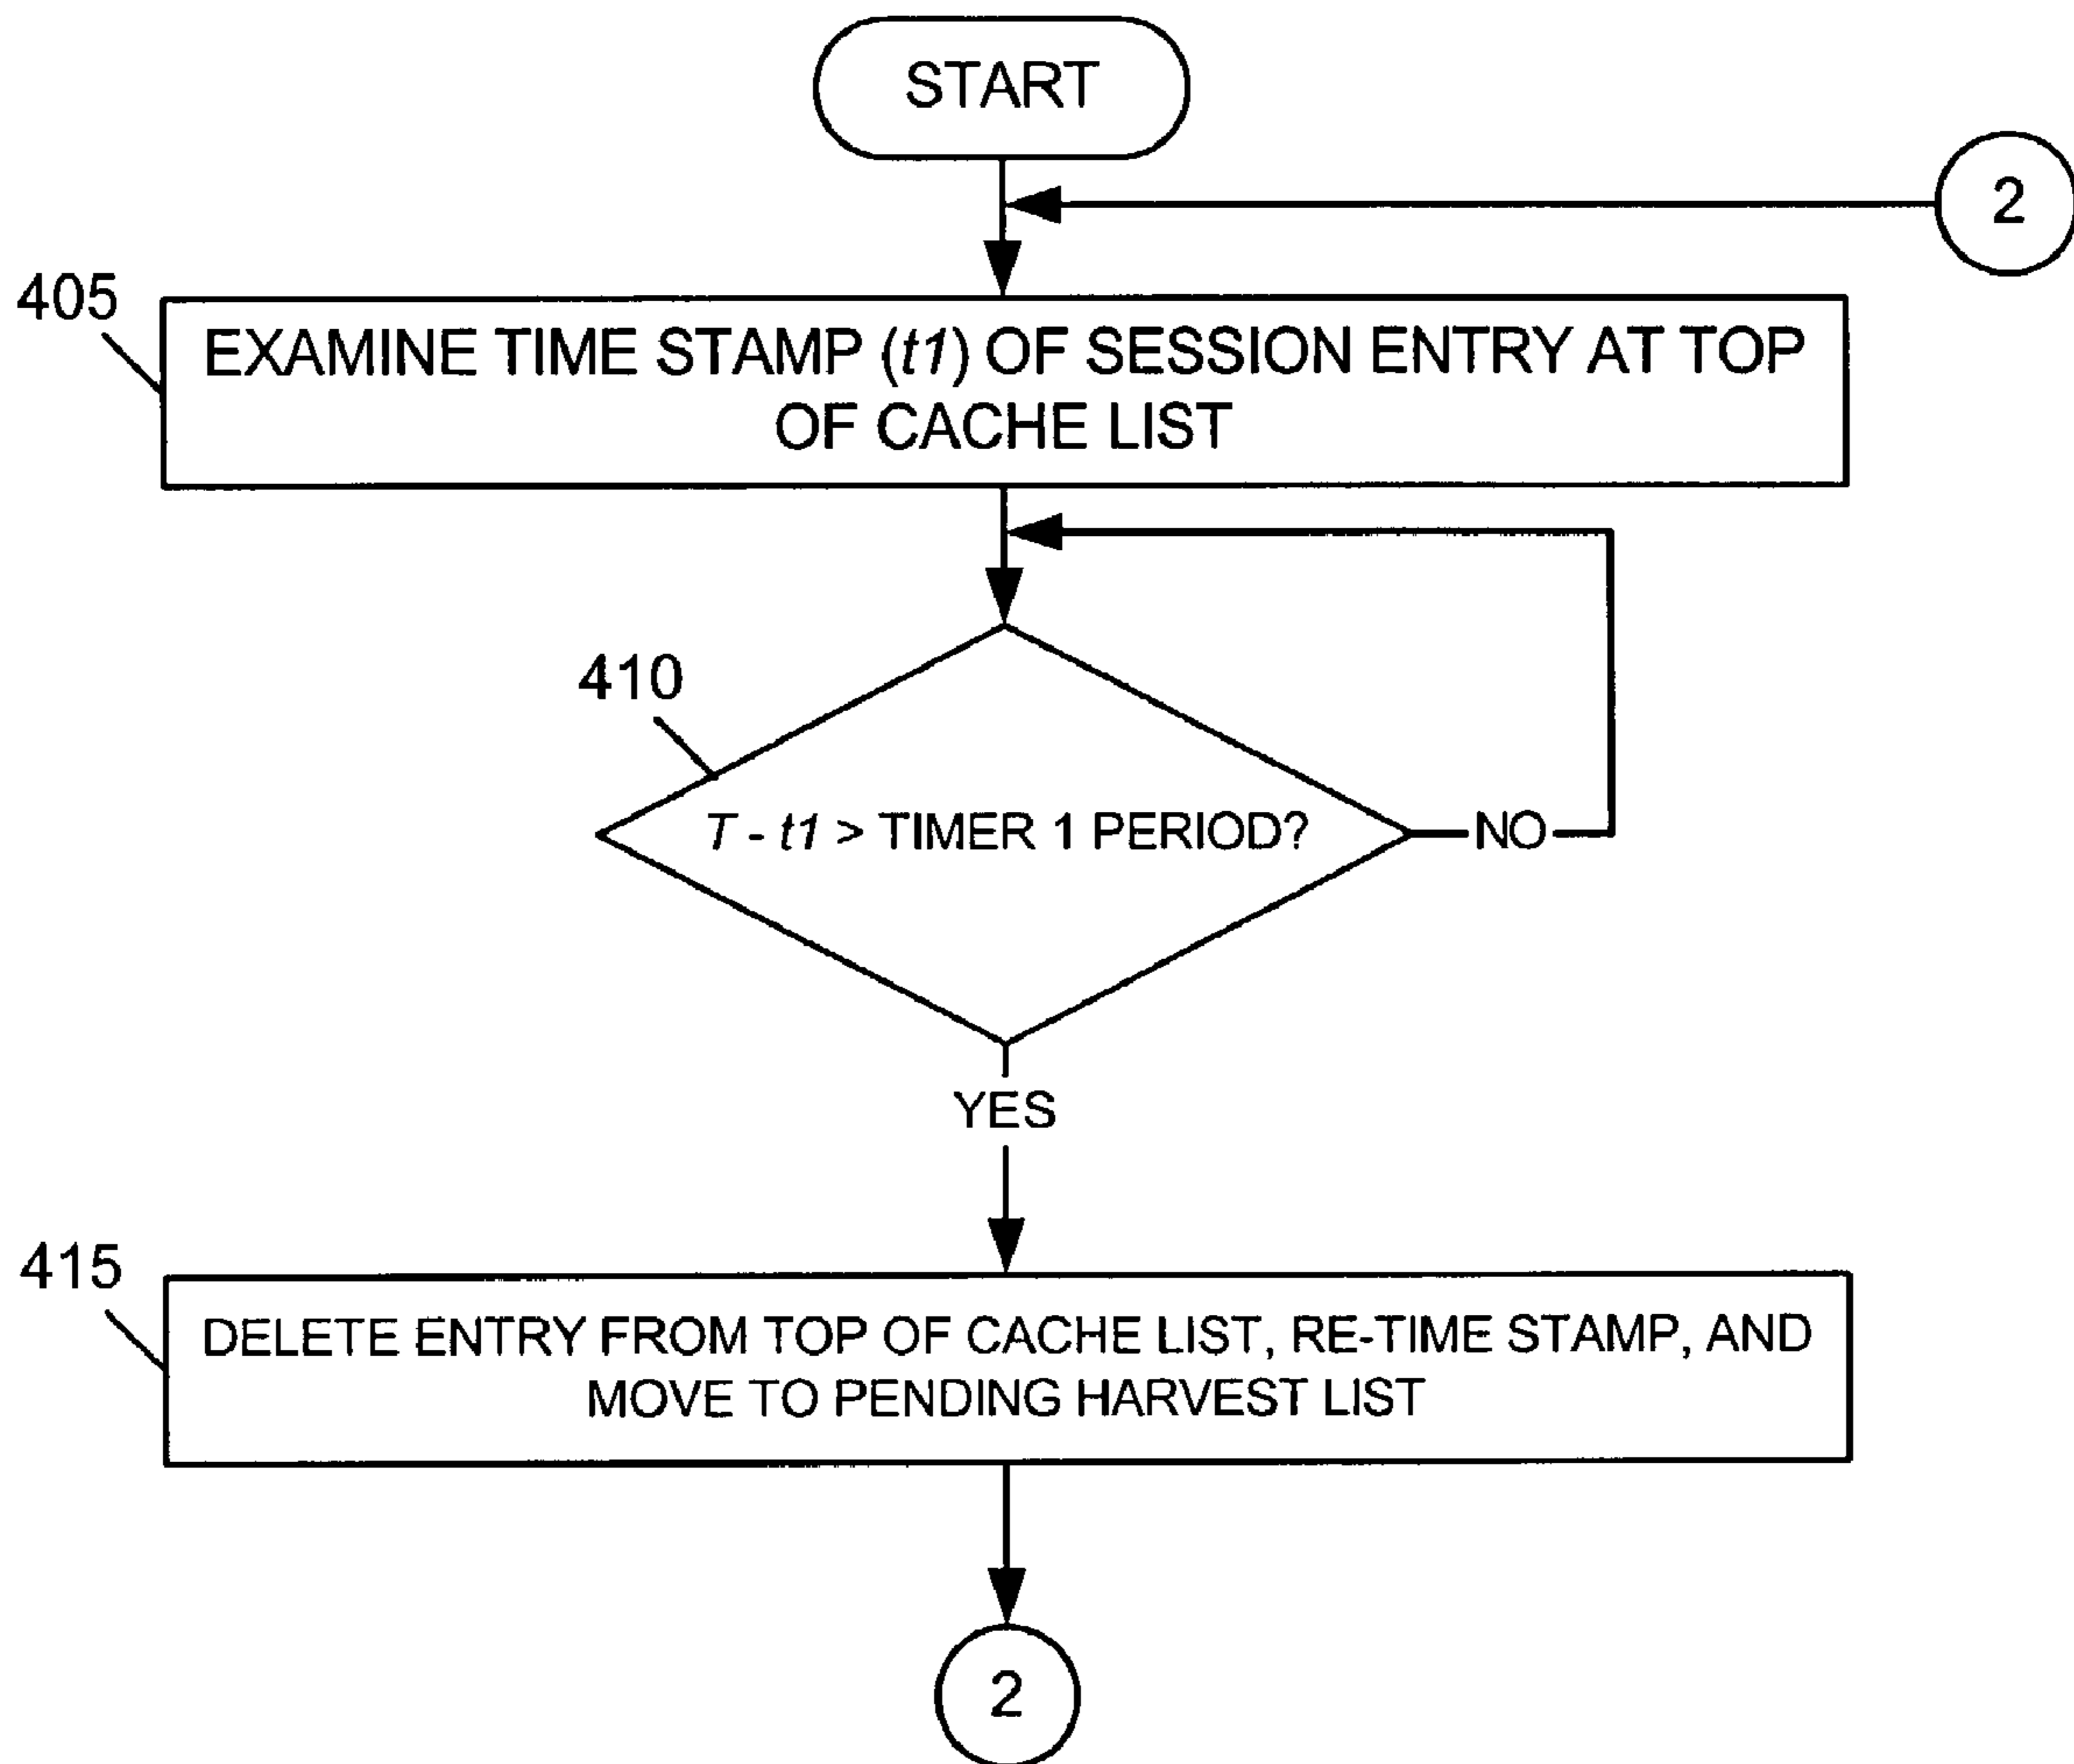 START
2
405
EXAMINE TIME STAMP (t1) OF SESSION ENTRY AT TOP
OF CACHE LIST
410
T - t1 > TIMER 1 PERIOD?
NO
YES
415
DELETE ENTRY FROM TOP OF CACHE LIST, RE-TIME STAMP, AND
MOVE TO PENDING HARVEST LIST
2